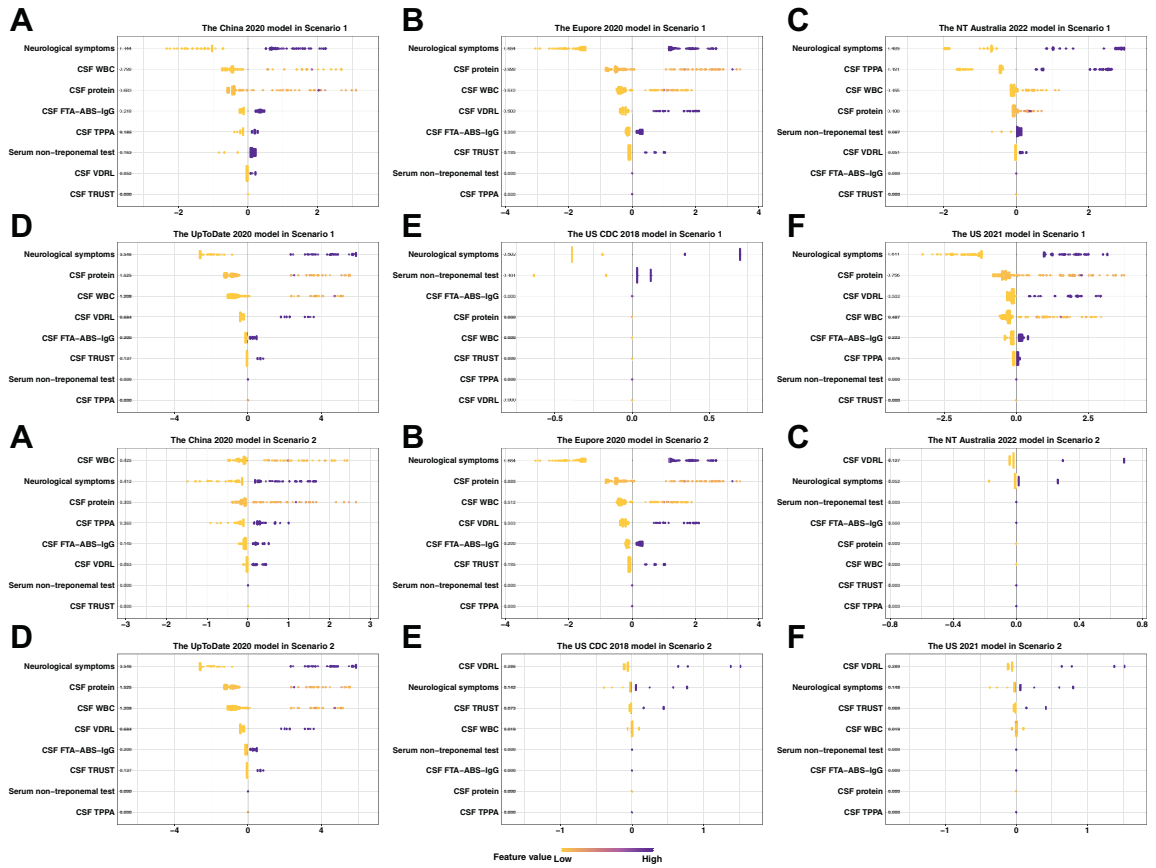 A
The China 2020 model in Scenario 1
Neurological symptoms
CSF WBC
CSF protein
CSF FTA−ABS−IgG
CSF TPPA
Serum non−treponemal test
CSF VDRL
CSF TRUST
−2
0
2
B
The Eupore 2020 model in Scenario 1
Neurological symptoms
CSF protein
CSF WBC
CSF VDRL
CSF FTA−ABS−IgG
CSF TRUST
Serum non−treponemal test
CSF TPPA
−4
−2
0
2
4
C
The NT Australia 2022 model in Scenario 1
Neurological symptoms
CSF TPPA
CSF WBC
CSF protein
Serum non−treponemal test
CSF VDRL
CSF FTA−ABS−IgG
CSF TRUST
−2
0
2
D
The UpToDate 2020 model in Scenario 1
Neurological symptoms
CSF protein
CSF WBC
CSF VDRL
CSF FTA−ABS−IgG
CSF TRUST
Serum non−treponemal test
CSF TPPA
−4
0
4
E
The US CDC 2018 model in Scenario 1
Neurological symptoms
Serum non−treponemal test
CSF FTA−ABS−IgG
CSF protein
CSF WBC
CSF TRUST
CSF TPPA
CSF VDRL
−0.5
0.0
0.5
F
The US 2021 model in Scenario 1
Neurological symptoms
CSF protein
CSF VDRL
CSF WBC
CSF FTA−ABS−IgG
CSF TPPA
Serum non−treponemal test
CSF TRUST
−2.5
0.0
2.5
A
The China 2020 model in Scenario 2
CSF WBC
Neurological symptoms
CSF protein
CSF TPPA
CSF FTA−ABS−IgG
CSF VDRL
Serum non−treponemal test
CSF TRUST
−3
−2
−1
0
1
2
3
B
The Eupore 2020 model in Scenario 2
Neurological symptoms
CSF protein
CSF WBC
CSF VDRL
CSF FTA−ABS−IgG
CSF TRUST
Serum non−treponemal test
CSF TPPA
−4
−2
0
2
4
C
The NT Australia 2022 model in Scenario 2
CSF VDRL
Neurological symptoms
Serum non−treponemal test
CSF FTA−ABS−IgG
CSF protein
CSF WBC
CSF TRUST
CSF TPPA
−0.8
−0.4
0.0
0.4
0.8
D
The UpToDate 2020 model in Scenario 2
Neurological symptoms
CSF protein
CSF WBC
CSF VDRL
CSF FTA−ABS−IgG
CSF TRUST
Serum non−treponemal test
CSF TPPA
−4
0
4
E
The US CDC 2018 model in Scenario 2
CSF VDRL
Neurological symptoms
CSF TRUST
CSF WBC
Serum non−treponemal test
CSF FTA−ABS−IgG
CSF protein
CSF TPPA
−1
0
1
F
The US 2021 model in Scenario 2
CSF VDRL
Neurological symptoms
CSF TRUST
CSF WBC
Serum non−treponemal test
CSF FTA−ABS−IgG
CSF protein
CSF TPPA
−1
0
1
Feature value Low High